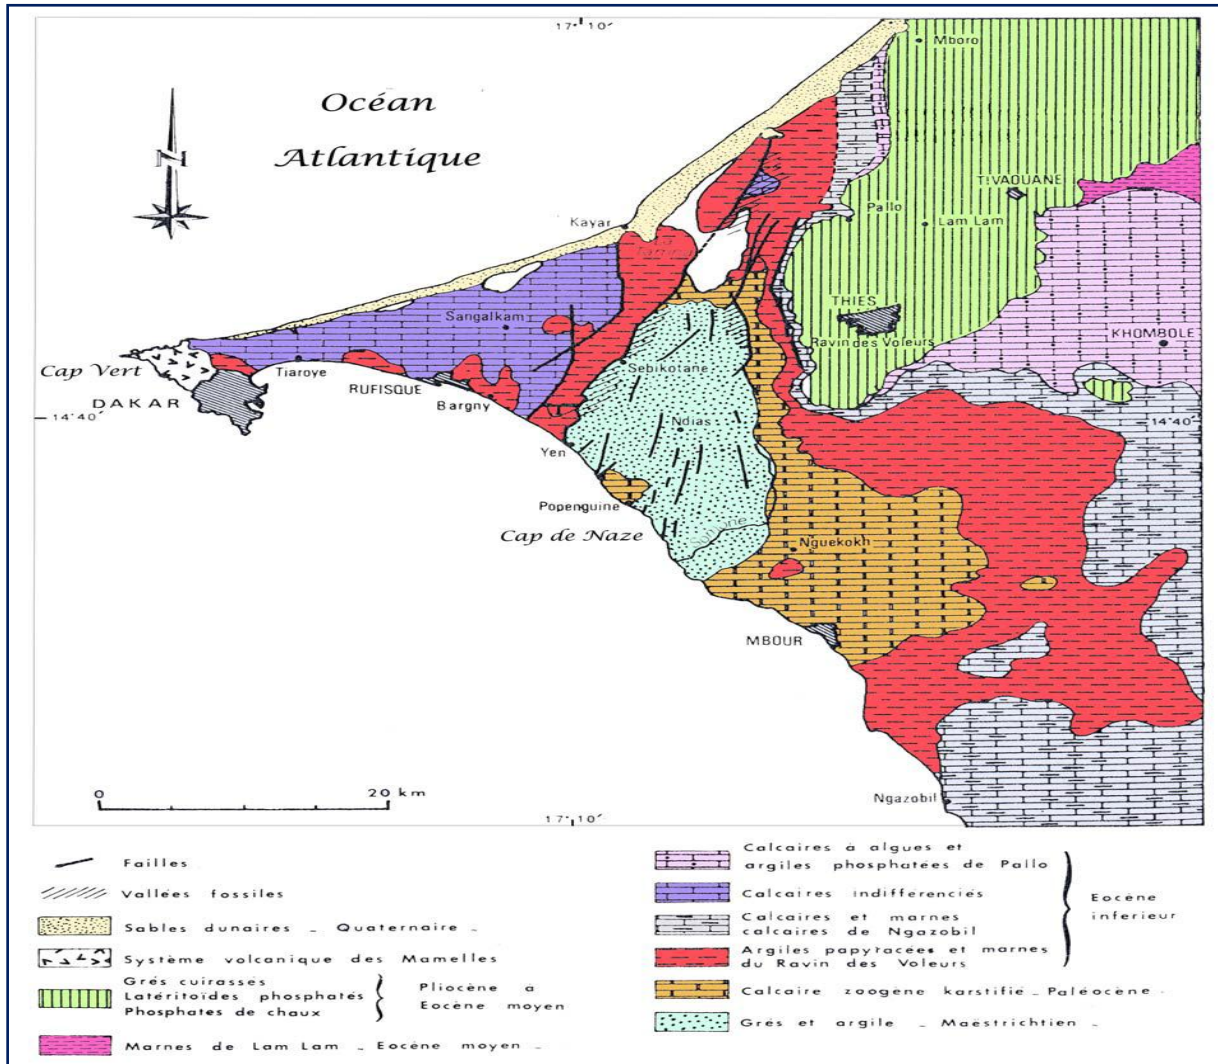 17°10′
Océan
Atlantique
N
Mboro
TIVAOUANE
Pallo
Lam Lam
Kayar
THIES
Ravin des Voleurs
KHOMBOLE
Sangalkam
Cap Vert
Tiaroye
Sebikotane
RUFISQUE
DAKAR
Bargny
14°40′
Ndias
14°40′
Yen
Popenguine
Cap de Naze
Nguekokh
MBOUR
0
20 km
Ngazobil
17°10′
Failles
Vallées fossiles
Sables dunaires _ Quaternaire _
Système volcanique des Mamelles
Grés cuirassés
Latéritoïdes phosphatés
Phosphates de chaux
Pliocène à
Eocène moyen
Marnes de Lam Lam _ Eocène moyen _
Calcaires à algues et
argiles phosphatées de Pallo
Calcaires indifférenciés
Calcaires et marnes
calcaires de Ngazobil
Argiles papyracées et marnes
du Ravin des Voleurs
Eocène
inférieur
Calcaire zoogène karstifié _ Paléocène _
Grés et argile _ Maestrichtien _